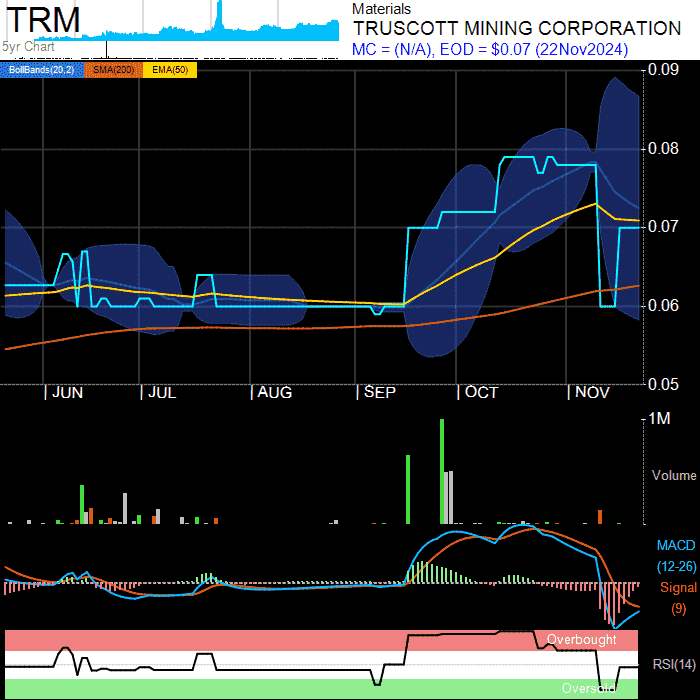 TRM
5yr Chart
Materials
TRUSCOTT MINING CORPORATION
MC = (N/A), EOD = $0.07 (22Nov2024)
BollBands(20,2) SMA(200) EMA(50)
0.09
0.08
0.07
0.06
0.05
JUN JUL AUG SEP OCT NOV
1M
Volume
MACD
(12-26)
Signal
(9)
Overbought
RSI(14)
Oversold